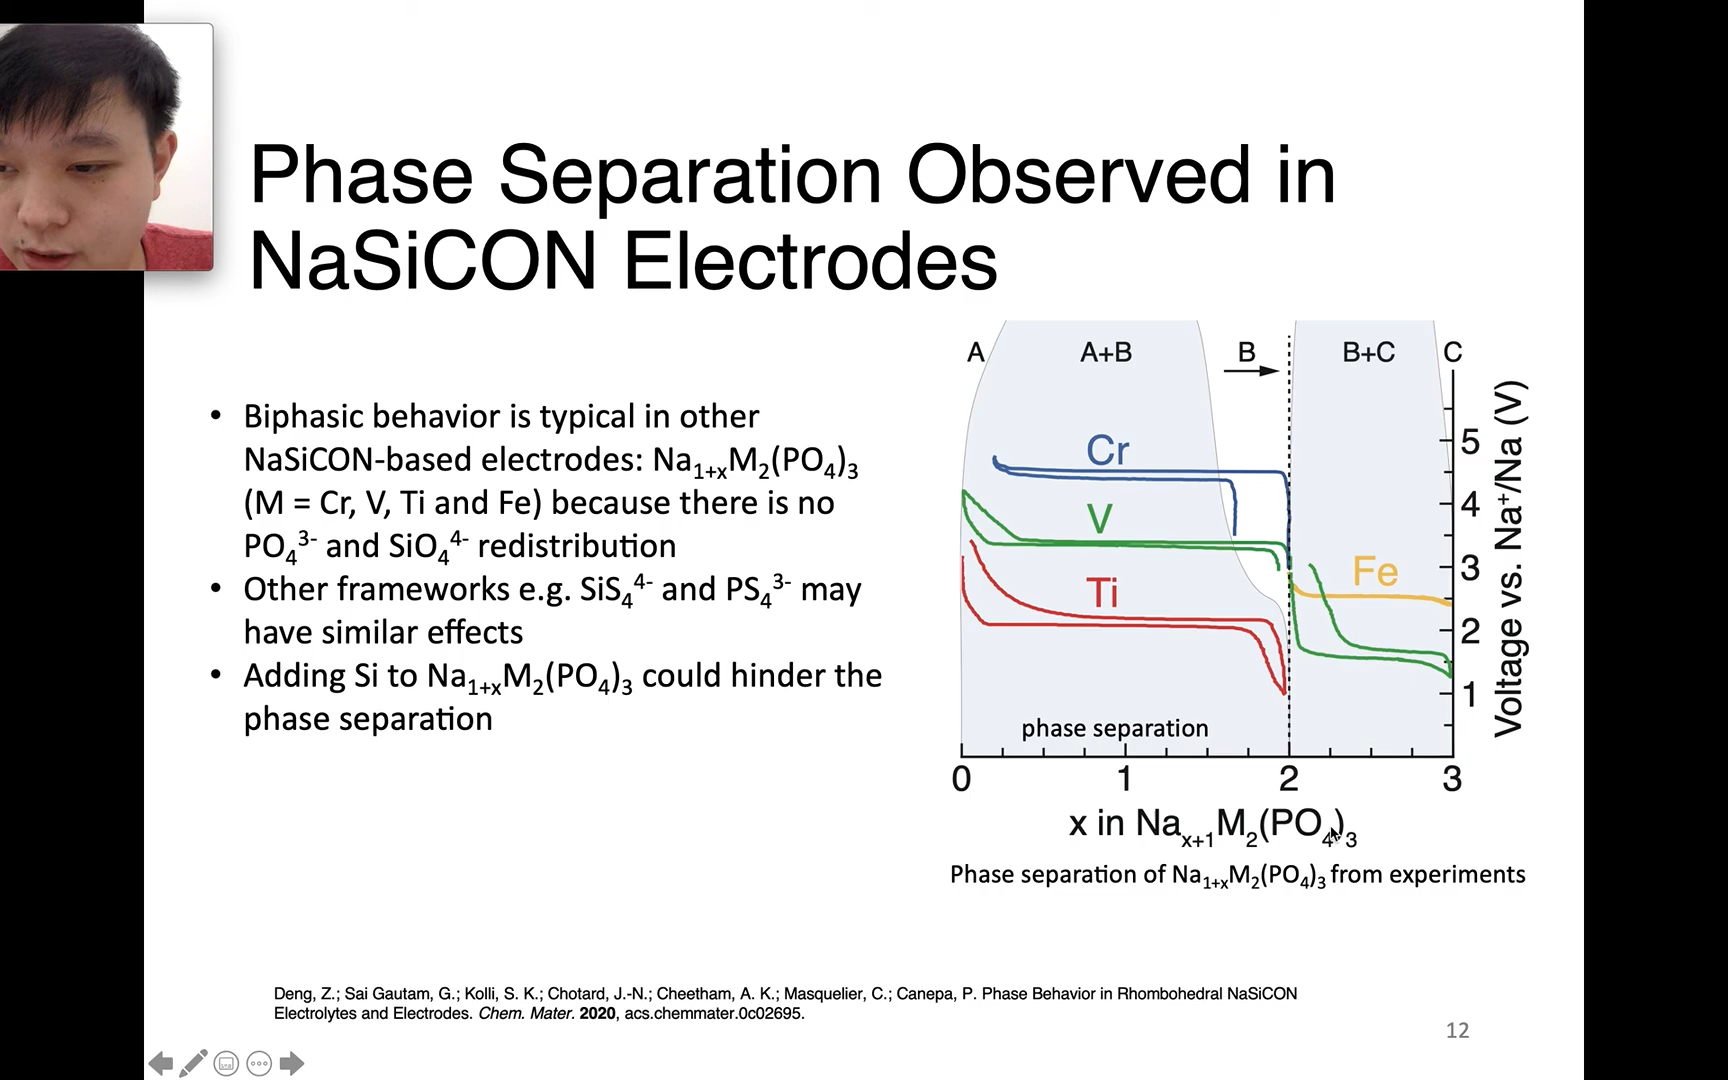 Phase Separation Observed in
NaSiCON Electrodes
• Biphasic behavior is typical in other
NaSiCON-based electrodes: Na₁₊ₓM₂(PO₄)₃
(M = Cr, V, Ti and Fe) because there is no
PO₄³⁻ and SiO₄⁴⁻ redistribution
• Other frameworks e.g. SiS₄⁴⁻ and PS₄³⁻ may
have similar effects
• Adding Si to Na₁₊ₓM₂(PO₄)₃ could hinder the
phase separation
A A+B B B+C C
Cr
V
Ti
Fe
5
4
3
2
1
Voltage vs. Na⁺/Na (V)
phase separation
0 1 2 3
x in Naₓ₊₁M₂(PO₄)₃
Phase separation of Na₁₊ₓM₂(PO₄)₃ from experiments
Deng, Z.; Sai Gautam, G.; Kolli, S. K.; Chotard, J.-N.; Cheetham, A. K.; Masquelier, C.; Canepa, P. Phase Behavior in Rhombohedral NaSiCON
Electrolytes and Electrodes. Chem. Mater. 2020, acs.chemmater.0c02695.
12